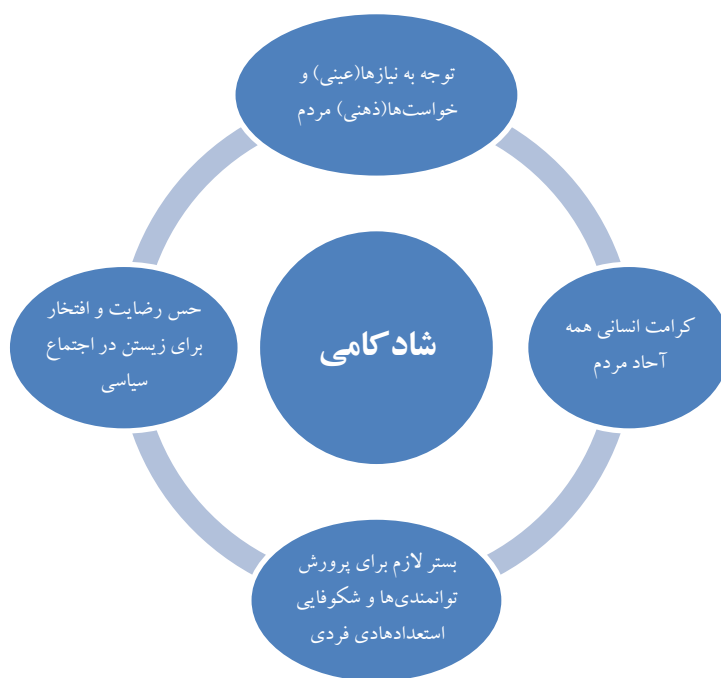 توجه به نیازها(عینی) و
خواست‌ها(ذهنی) مردم
کرامت انسانی همه
آحاد مردم
شادکامی
حس رضایت و افتخار
برای زیستن در اجتماع
سیاسی
بستر لازم برای پرورش
توانمندی‌ها و شکوفایی
استعدادهادی فردی